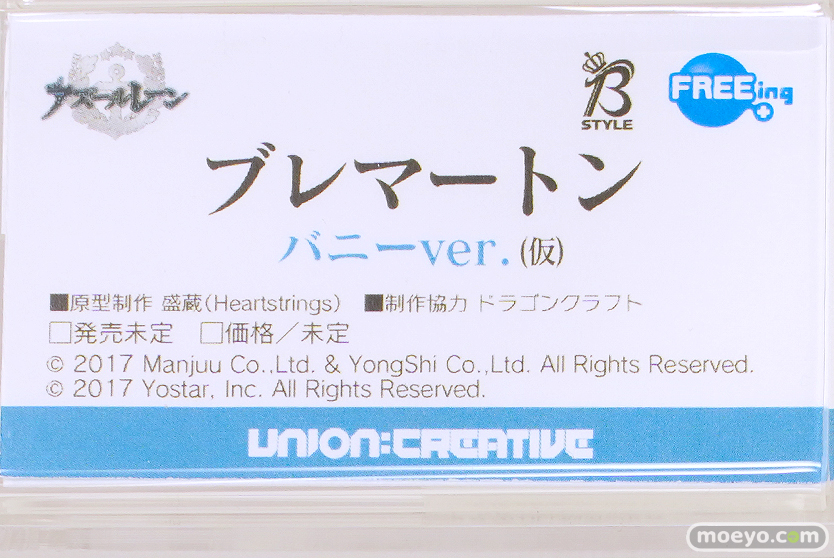 アズールレーン
B STYLE
FREEing
ブレマートン
バニーver.(仮)
■原型制作 盛蔵(Heartstrings) ■制作協力 ドラゴンクラフト
□発売未定 □価格／未定
© 2017 Manjuu Co.,Ltd. & YongShi Co.,Ltd. All Rights Reserved.
© 2017 Yostar, Inc. All Rights Reserved.
UNION:CREATIVE
moeyo.com